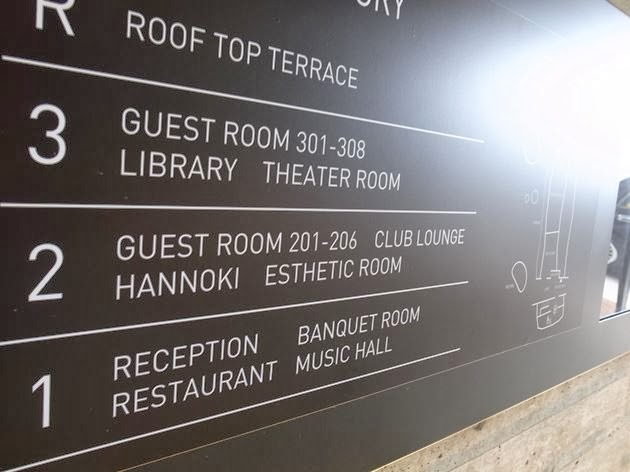 R
ROOF TOP TERRACE
3
GUEST ROOM 301-308
LIBRARY THEATER ROOM
2
GUEST ROOM 201-206 CLUB LOUNGE
HANNOKI ESTHETIC ROOM
1
RECEPTION BANQUET ROOM
RESTAURANT MUSIC HALL